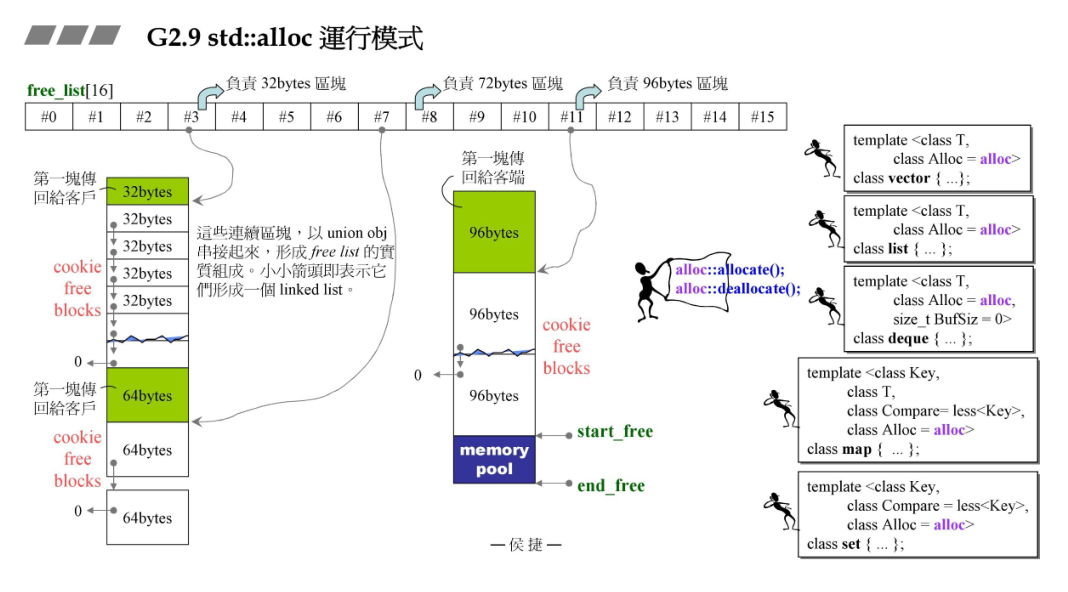 G2.9 std::alloc 運行模式
負責 32bytes 區塊
負責 72bytes 區塊
負責 96bytes 區塊
free_list[16]
#0 #1 #2 #3 #4 #5 #6 #7 #8 #9 #10 #11 #12 #13 #14 #15
第一塊傳
回給客戶
32bytes
32bytes
32bytes
32bytes
32bytes
cookie
free
blocks
0
這些連續區塊，以 union obj
串接起來，形成 free list 的實
質組成。小小箭頭即表示它
們形成一個 linked list。
第一塊傳
回給客戶
64bytes
cookie
free
blocks
64bytes
0
64bytes
第一塊傳
回給客端
96bytes
96bytes
cookie
free
blocks
0
96bytes
start_free
memory
pool
end_free
alloc::allocate();
alloc::deallocate();
template <class T,
class Alloc = alloc>
class vector { ...};
template <class T,
class Alloc = alloc>
class list { ... };
template <class T,
class Alloc = alloc,
size_t BufSiz = 0>
class deque { ... };
template <class Key,
class T,
class Compare= less<Key>,
class Alloc = alloc>
class map { ... };
template <class Key,
class Compare = less<Key>,
class Alloc = alloc>
class set { ... };
— 侯 捷 —